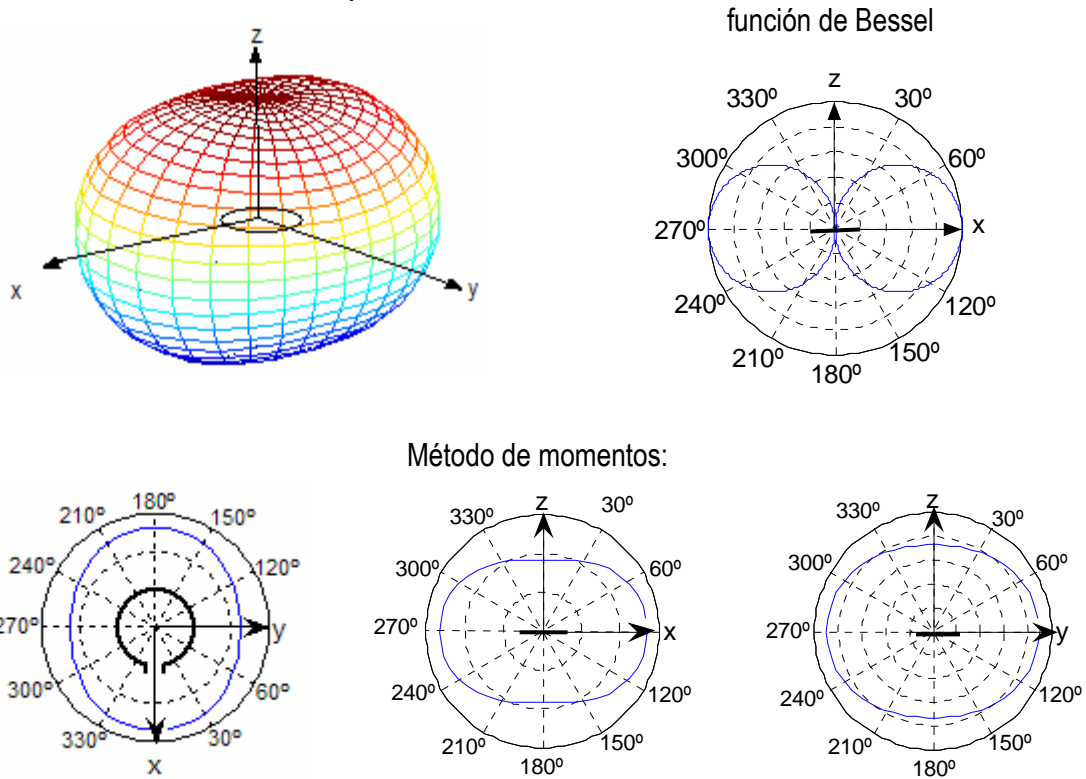 función de Bessel
z
x
y
z
330º
30º
300º
60º
270º
x
240º
120º
210º
150º
180º
Método de momentos:
180º
210º
150º
240º
120º
270º
y
300º
60º
330º
30º
x
z
330º
30º
300º
60º
270º
x
240º
120º
210º
150º
180º
z
330º
30º
300º
60º
270º
y
240º
120º
210º
150º
180º